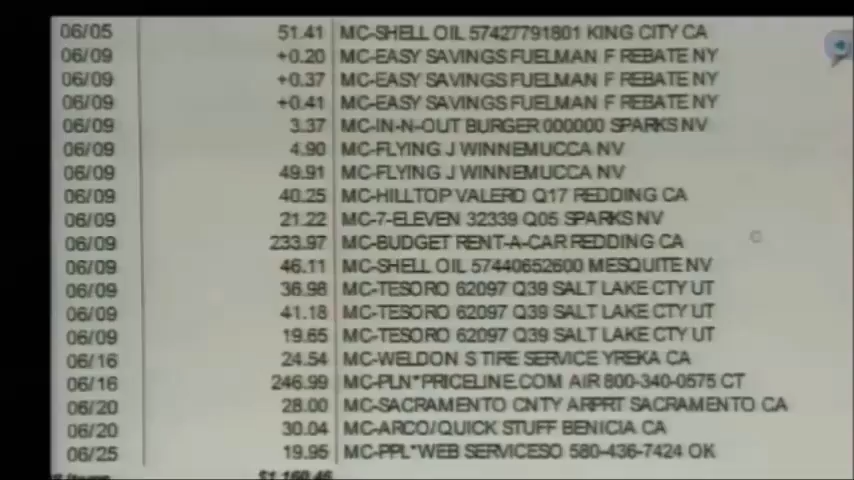 06/05 51.41 MC-SHELL OIL 57427791801 KING CITY CA
06/09 +0.20 MC-EASY SAVINGS FUELMAN F REBATE NY
06/09 +0.37 MC-EASY SAVINGS FUELMAN F REBATE NY
06/09 +0.41 MC-EASY SAVINGS FUELMAN F REBATE NY
06/09 3.37 MC-IN-N-OUT BURGER 000000 SPARKS NV
06/09 4.90 MC-FLYING J WINNEMUCCA NV
06/09 49.91 MC-FLYING J WINNEMUCCA NV
06/09 40.25 MC-HILLTOP VALERO Q17 REDDING CA
06/09 21.22 MC-7-ELEVEN 32339 Q05 SPARKS NV
06/09 233.97 MC-BUDGET RENT-A-CAR REDDING CA
06/09 46.11 MC-SHELL OIL 57440652600 MESQUITE NV
06/09 36.98 MC-TESORO 62097 Q39 SALT LAKE CTY UT
06/09 41.18 MC-TESORO 62097 Q39 SALT LAKE CTY UT
06/09 19.65 MC-TESORO 62097 Q39 SALT LAKE CTY UT
06/16 24.54 MC-WELDON S TIRE SERVICE YREKA CA
06/16 246.99 MC-PLN*PRICELINE.COM AIR 800-340-0575 CT
06/20 28.00 MC-SACRAMENTO CNTY ARPRT SACRAMENTO CA
06/20 30.04 MC-ARCO/QUICK STUFF BENICIA CA
06/25 19.95 MC-PPL*WEB SERVICESO 580-436-7424 OK
$1,160.46